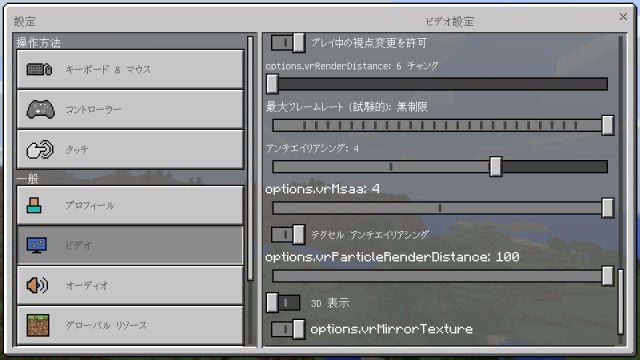 設定
ビデオ設定
操作方法
キーボード & マウス
コントローラー
タッチ
一般
プロフィール
ビデオ
オーディオ
グローバル リソース
プレイ中の視点変更を許可
options.vrRenderDistance: 6 チャンク
最大フレームレート (試験的): 無制限
アンチエイリアシング: 4
options.vrMsaa: 4
テクセル アンチエイリアシング
options.vrParticleRenderDistance: 100
3D 表示
options.vrMirrorTexture